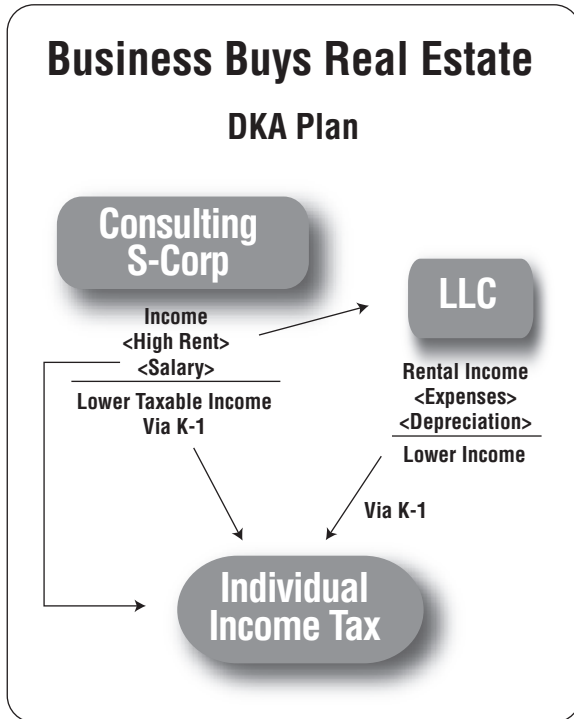 Business Buys Real Estate
DKA Plan
Consulting
S-Corp
Income
<High Rent>
<Salary>
Lower Taxable Income
Via K-1
LLC
Rental Income
<Expenses>
<Depreciation>
Lower Income
Via K-1
Individual
Income Tax